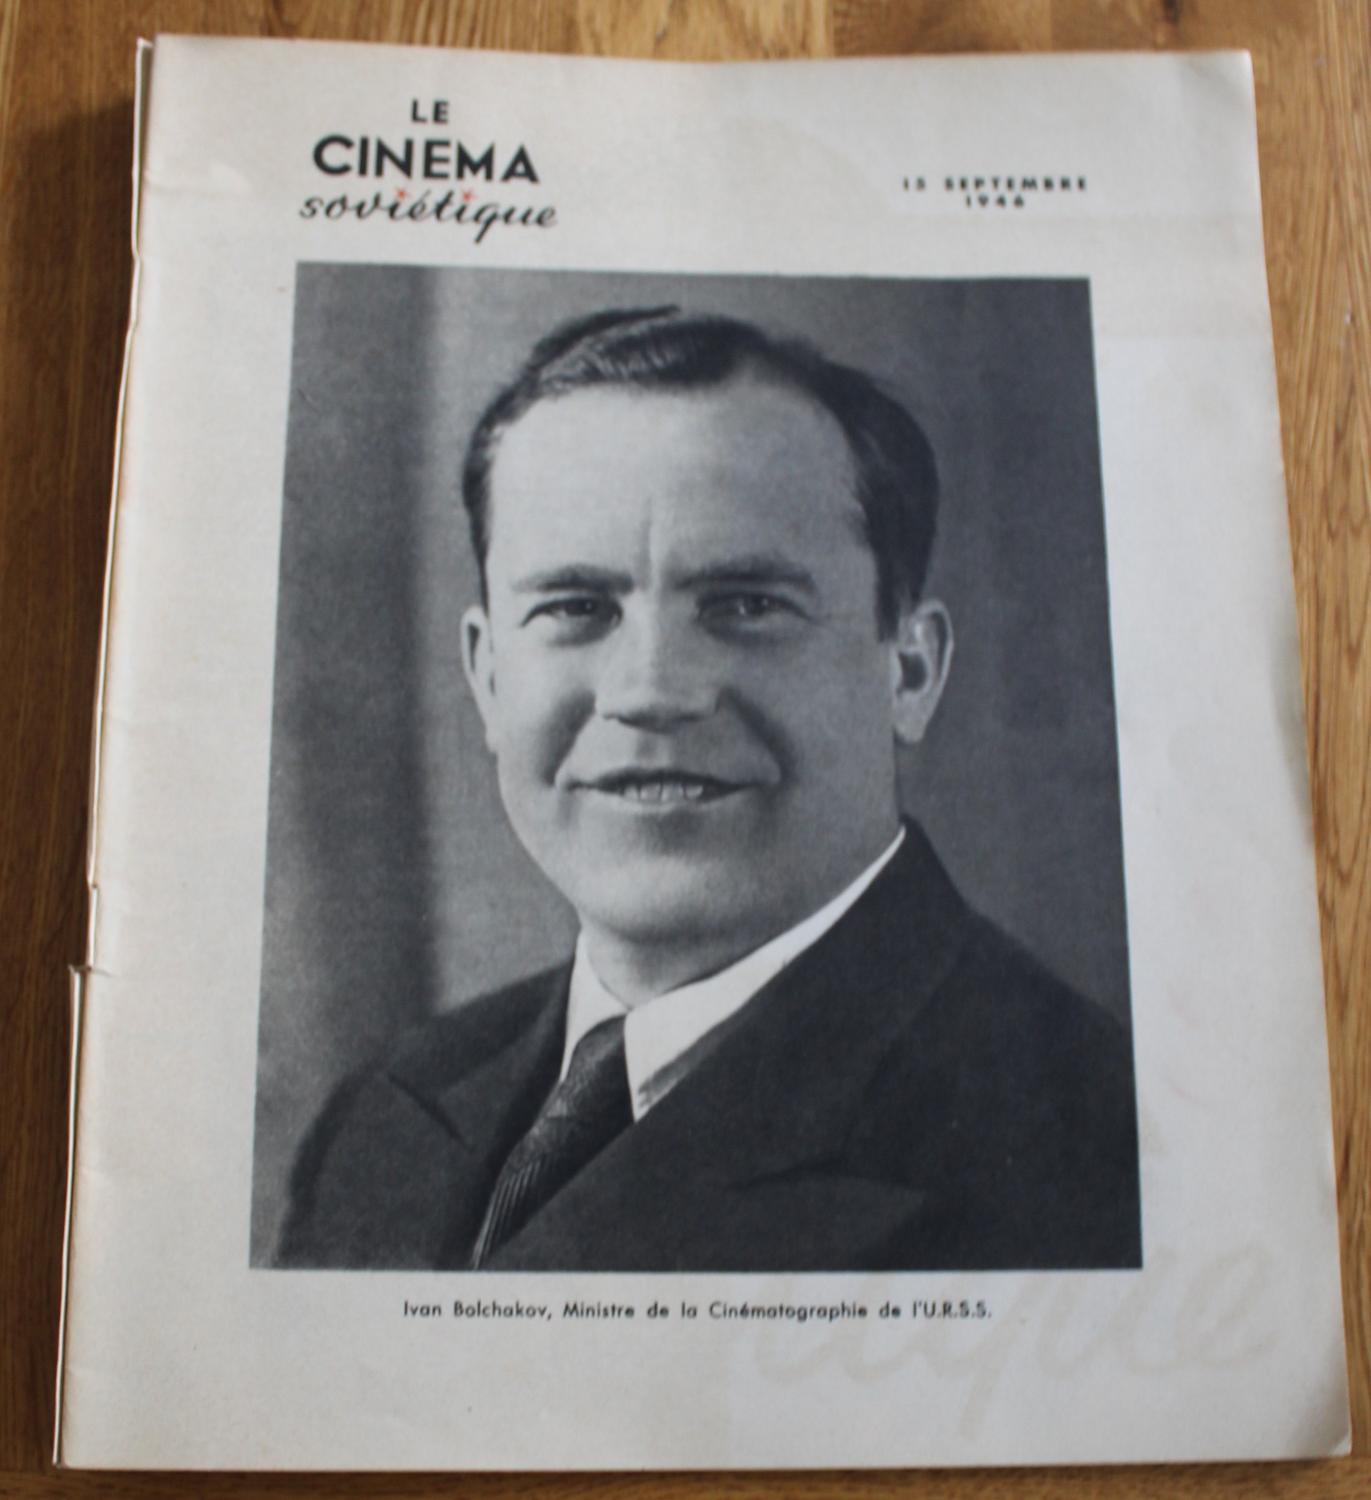 LE
CINEMA
soviétique
15 SEPTEMBRE
1946
Ivan Bolchakov, Ministre de la Cinématographie de l'U.R.S.S.